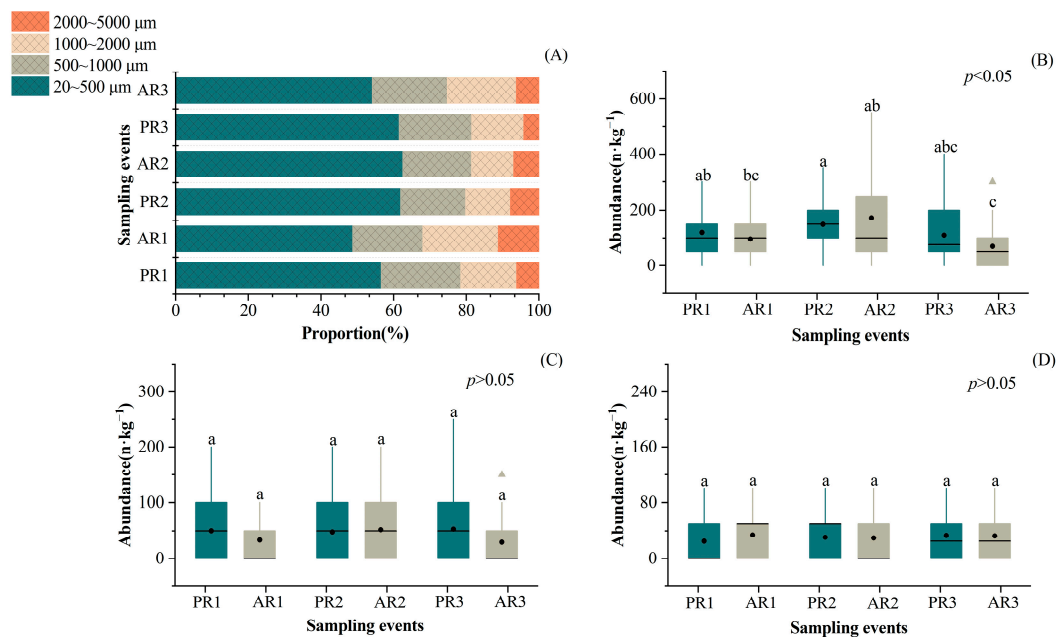 2000~5000 μm
1000~2000 μm
500~1000 μm
20~500 μm
(A)
Sampling events
AR3
PR3
AR2
PR2
AR1
PR1
0 20 40 60 80 100
Proportion(%)
(B)
p<0.05
Abundance(n·kg⁻¹)
600
400
200
0
ab bc a ab abc c
PR1 AR1 PR2 AR2 PR3 AR3
Sampling events
(C)
p>0.05
Abundance(n·kg⁻¹)
300
200
100
0
a a a a a a
PR1 AR1 PR2 AR2 PR3 AR3
Sampling events
(D)
p>0.05
Abundance(n·kg⁻¹)
240
160
80
0
a a a a a a
PR1 AR1 PR2 AR2 PR3 AR3
Sampling events